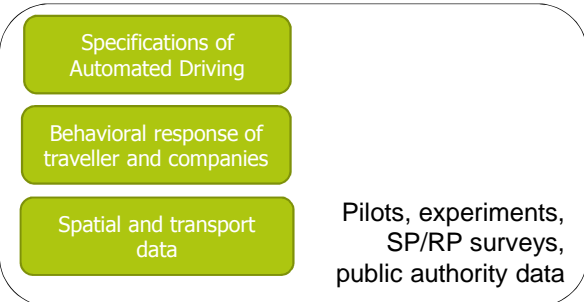 Specifications of
Automated Driving
Behavioral response of
traveller and companies
Spatial and transport
data
Pilots, experiments,
SP/RP surveys,
public authority data